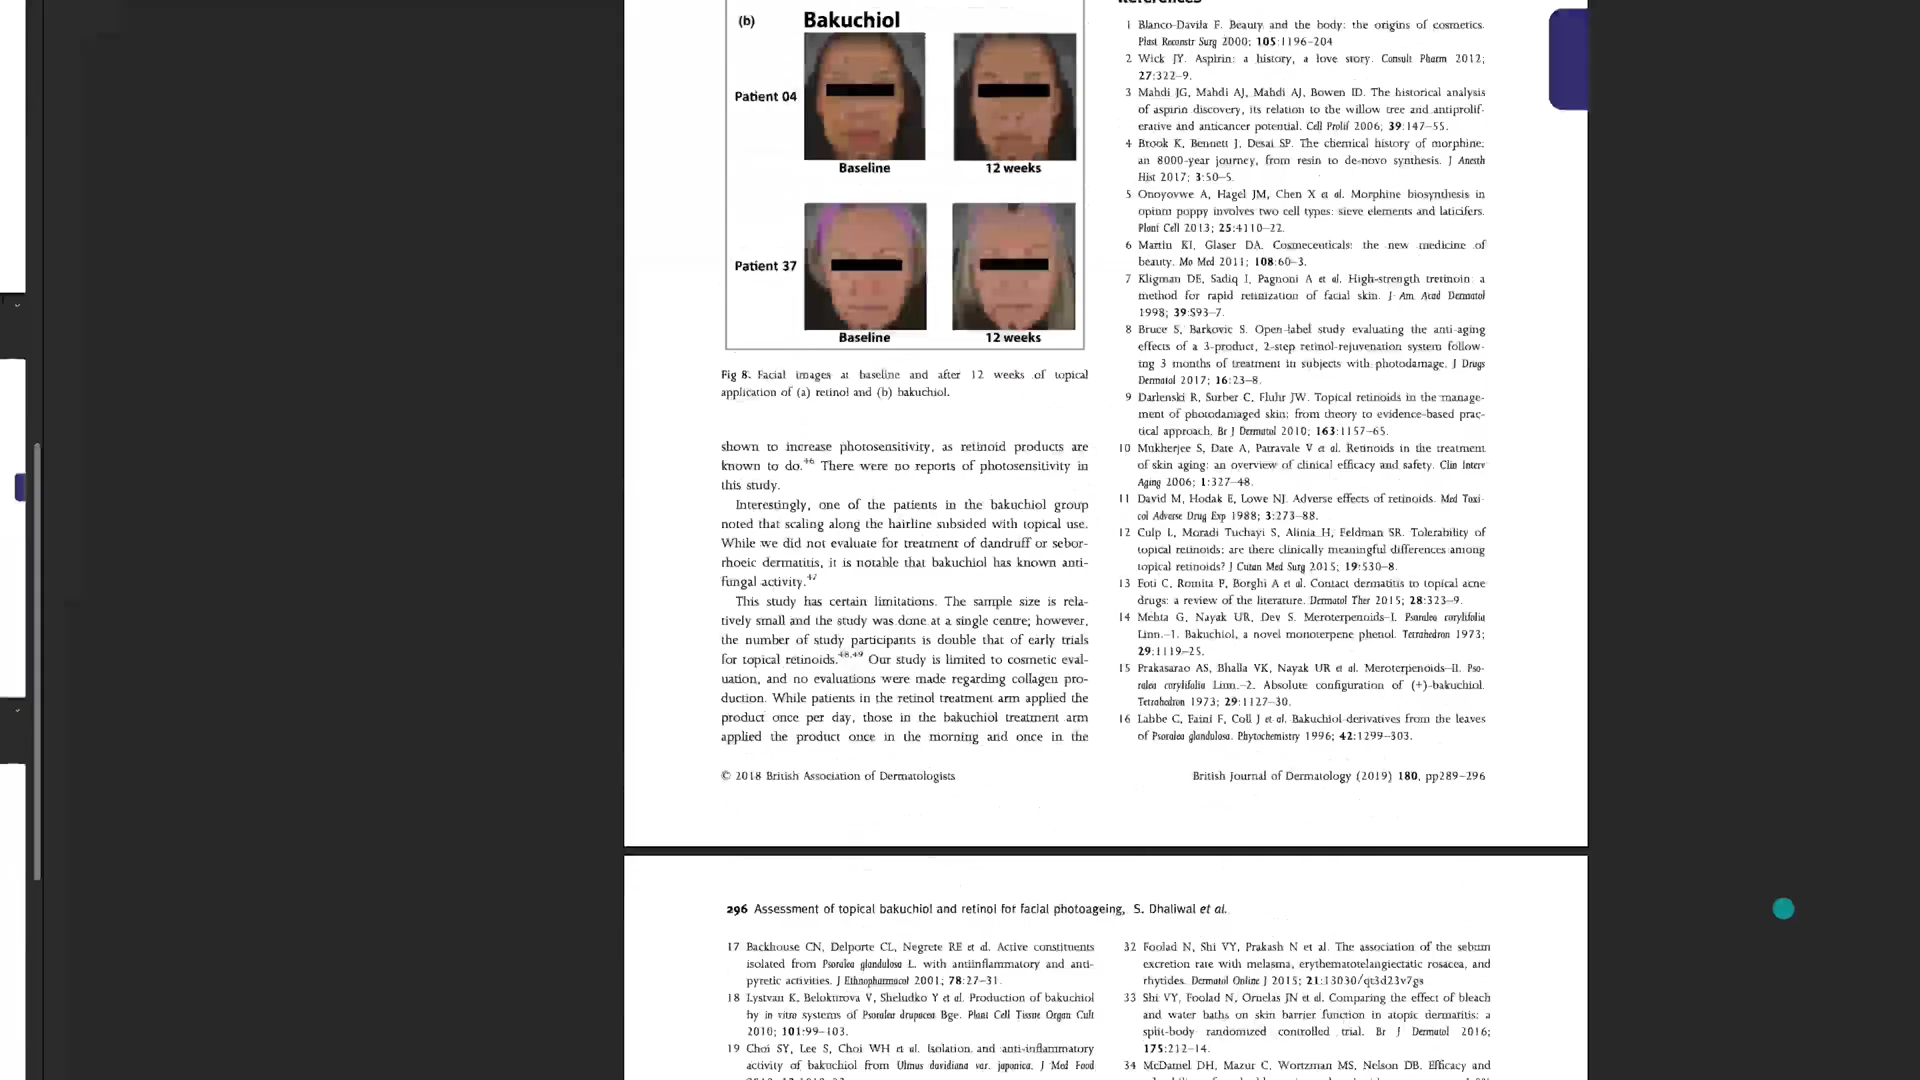 (b) Bakuchiol
Patient 04
Baseline 12 weeks
Patient 37
Baseline 12 weeks
Fig 8. Facial images at baseline and after 12 weeks of topical
application of (a) retinol and (b) bakuchiol.
shown to increase photosensitivity, as retinoid products are
known to do.46 There were no reports of photosensitivity in
this study.
Interestingly, one of the patients in the bakuchiol group
noted that scaling along the hairline subsided with topical use.
While we did not evaluate for treatment of dandruff or sebor-
rhoeic dermatitis, it is notable that bakuchiol has known anti-
fungal activity.47
This study has certain limitations. The sample size is rela-
tively small and the study was done at a single centre; however,
the number of study participants is double that of early trials
for topical retinoids.48,49 Our study is limited to cosmetic eval-
uation, and no evaluations were made regarding collagen pro-
duction. While patients in the retinol treatment arm applied the
product once per day, those in the bakuchiol treatment arm
applied the product once in the morning and once in the
References
1 Blanco-Davila F. Beauty and the body: the origins of cosmetics.
Plast Reconstr Surg 2000; 105:1196–204
2 Wick JY. Aspirin: a history, a love story. Consult Pharm 2012;
27:322–9.
3 Mahdi JG, Mahdi AJ, Mahdi AJ, Bowen ID. The historical analysis
of aspirin discovery, its relation to the willow tree and antiprolif-
erative and anticancer potential. Cell Prolif 2006; 39:147–55.
4 Brook K, Bennett J, Desai SP. The chemical history of morphine:
an 8000-year journey, from resin to de-novo synthesis. J Anesth
Hist 2017; 3:50–5.
5 Onoyovwe A, Hagel JM, Chen X et al. Morphine biosynthesis in
opium poppy involves two cell types: sieve elements and laticifers.
Plant Cell 2013; 25:4110–22.
6 Martin KI, Glaser DA. Cosmeceuticals: the new medicine of
beauty. Mo Med 2011; 108:60–3.
7 Kligman DE, Sadiq I, Pagnoni A et al. High-strength tretinoin: a
method for rapid retinization of facial skin. J Am Acad Dermatol
1998; 39:S93–7.
8 Bruce S, Barkovic S. Open-label study evaluating the anti-aging
effects of a 3-product, 2-step retinol-rejuvenation system follow-
ing 3 months of treatment in subjects with photodamage. J Drugs
Dermatol 2017; 16:23–8.
9 Darlenski R, Surber C, Fluhr JW. Topical retinoids in the manage-
ment of photodamaged skin: from theory to evidence-based prac-
tical approach. Br J Dermatol 2010; 163:1157–65.
10 Mukherjee S, Date A, Patravale V et al. Retinoids in the treatment
of skin aging: an overview of clinical efficacy and safety. Clin Interv
Aging 2006; 1:327–48.
11 David M, Hodak E, Lowe NJ. Adverse effects of retinoids. Med Toxi-
col Adverse Drug Exp 1988; 3:273–88.
12 Culp L, Moradi Tuchayi S, Alinia H, Feldman SR. Tolerability of
topical retinoids: are there clinically meaningful differences among
topical retinoids? J Cutan Med Surg 2015; 19:530–8.
13 Foti C, Romita P, Borghi A et al. Contact dermatitis to topical acne
drugs: a review of the literature. Dermatol Ther 2015; 28:323–9.
14 Mehta G, Nayak UR, Dev S. Meroterpenoids–I. Psoralea corylifolia
Linn.–1. Bakuchiol, a novel monoterpene phenol. Tetrahedron 1973;
29:1119–25.
15 Prakasarao AS, Bhalla VK, Nayak UR et al. Meroterpenoids–II. Pso-
ralea corylifolia Linn.–2. Absolute configuration of (+)-bakuchiol.
Tetrahedron 1973; 29:1127–30.
16 Labbe C, Faini F, Coll J et al. Bakuchiol derivatives from the leaves
of Psoralea glandulosa. Phytochemistry 1996; 42:1299–303.
© 2018 British Association of Dermatologists
British Journal of Dermatology (2019) 180, pp289–296
296 Assessment of topical bakuchiol and retinol for facial photoageing, S. Dhaliwal et al.
17 Backhouse CN, Delporte CL, Negrete RE et al. Active constituents
isolated from Psoralea glandulosa L. with antiinflammatory and anti-
pyretic activities. J Ethnopharmacol 2001; 78:27–31.
18 Lystvan K, Belokurova V, Sheludko Y et al. Production of bakuchiol
by in vitro systems of Psoralea drupacea Bge. Plant Cell Tissue Organ Cult
2010; 101:99–103.
19 Choi SY, Lee S, Choi WH et al. Isolation and anti-inflammatory
activity of bakuchiol from Ulmus davidiana var. japonica. J Med Food
32 Foolad N, Shi VY, Prakash N et al. The association of the sebum
excretion rate with melasma, erythematotelangiectatic rosacea, and
rhytides. Dermatol Online J 2015; 21:13030/qt3d23v7gs
33 Shi VY, Foolad N, Ornelas JN et al. Comparing the effect of bleach
and water baths on skin barrier function in atopic dermatitis: a
split-body randomized controlled trial. Br J Dermatol 2016;
175:212–14.
34 McDaniel DH, Mazur C, Wortzman MS, Nelson DB. Efficacy and